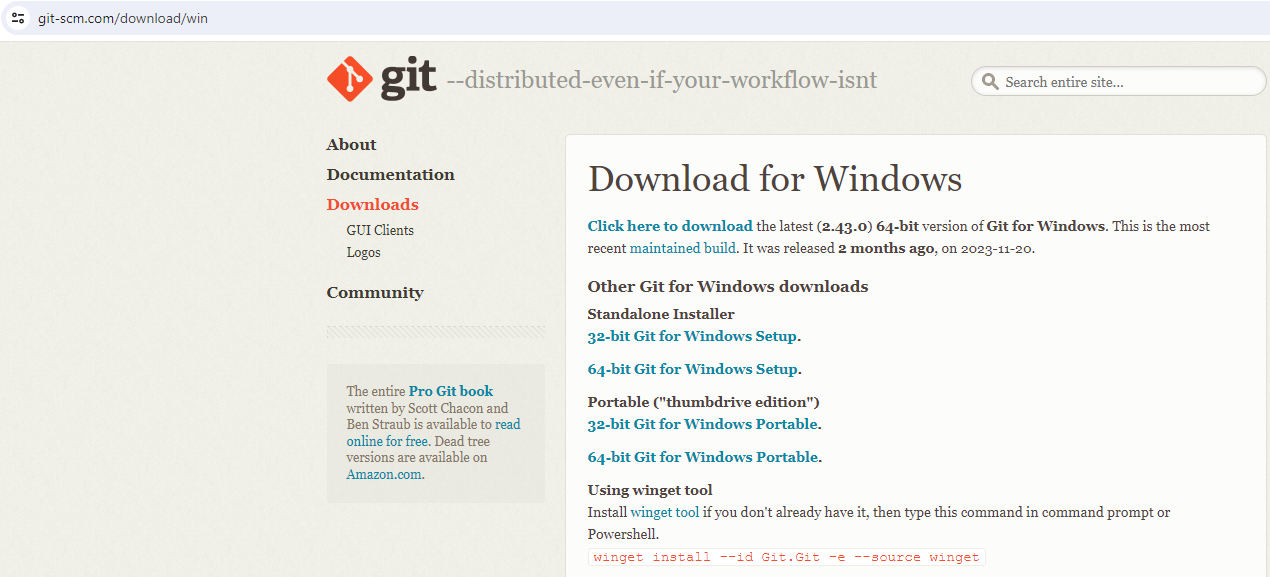 git-scm.com/download/win
git --distributed-even-if-your-workflow-isnt
Search entire site...
About
Documentation
Downloads
GUI Clients
Logos
Community
The entire Pro Git book
written by Scott Chacon and
Ben Straub is available to read
online for free. Dead tree
versions are available on
Amazon.com.
Download for Windows
Click here to download the latest (2.43.0) 64-bit version of Git for Windows. This is the most
recent maintained build. It was released 2 months ago, on 2023-11-20.
Other Git for Windows downloads
Standalone Installer
32-bit Git for Windows Setup.
64-bit Git for Windows Setup.
Portable ("thumbdrive edition")
32-bit Git for Windows Portable.
64-bit Git for Windows Portable.
Using winget tool
Install winget tool if you don't already have it, then type this command in command prompt or
Powershell.
winget install --id Git.Git -e --source winget